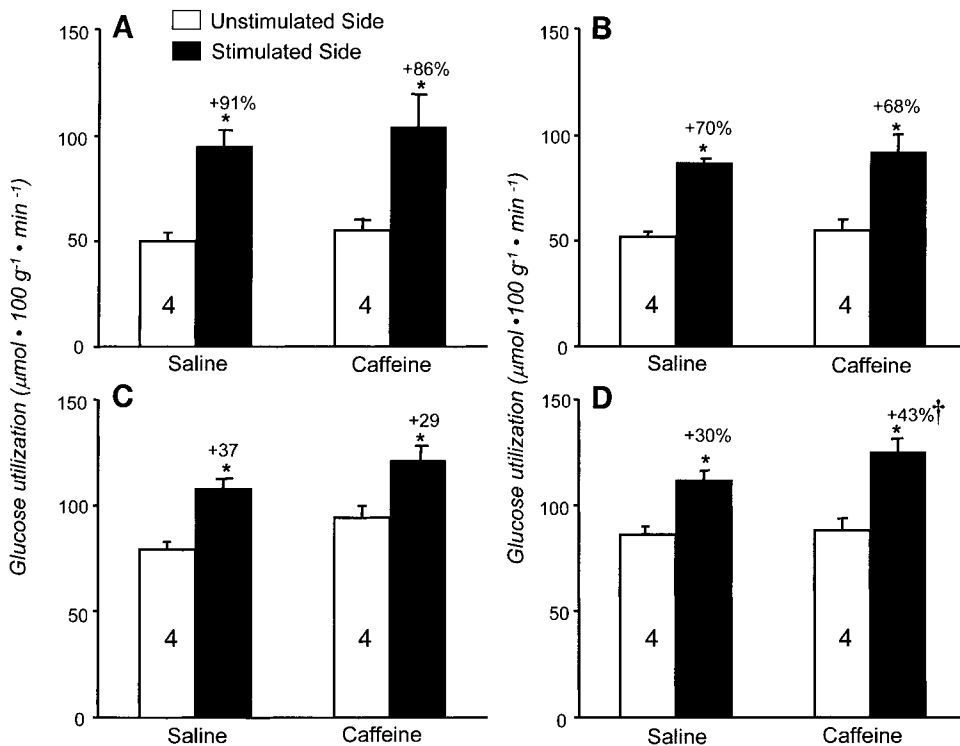 A
Unstimulated Side
Stimulated Side
Glucose utilization (μmol • 100 g-1 • min -1)
150
100
50
0
+91%
*
+86%
*
4
4
Saline
Caffeine
B
Glucose utilization (μmol •100 g-1 • min -1)
150
100
50
0
+70%
*
+68%
*
4
4
Saline
Caffeine
C
150
100
50
0
+37
*
+29
*
4
4
Saline
Caffeine
D
150
100
50
0
+30%
*
+43%†
*
4
4
Saline
Caffeine